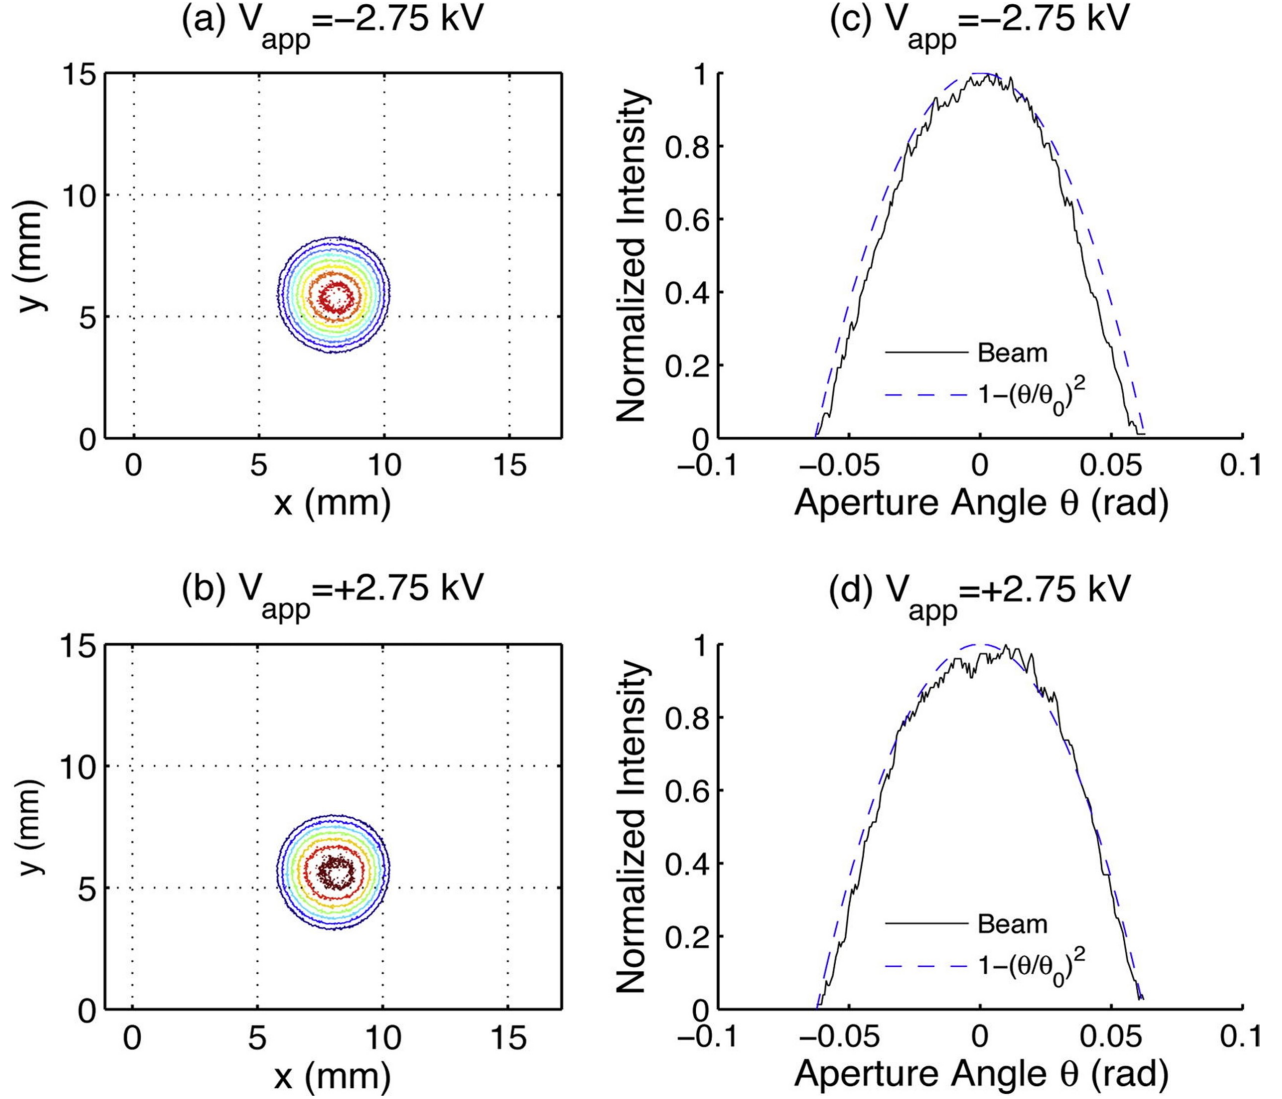 (a) V_app=−2.75 kV
15
10
5
0
0 5 10 15
y (mm)
x (mm)
(c) V_app=−2.75 kV
1
0.8
0.6
0.4
0.2
0
−0.1 −0.05 0 0.05 0.1
Normalized Intensity
Beam
1−(θ/θ₀)²
Aperture Angle θ (rad)
(b) V_app=+2.75 kV
15
10
5
0
0 5 10 15
y (mm)
x (mm)
(d) V_app=+2.75 kV
1
0.8
0.6
0.4
0.2
0
−0.1 −0.05 0 0.05 0.1
Normalized Intensity
Beam
1−(θ/θ₀)²
Aperture Angle θ (rad)